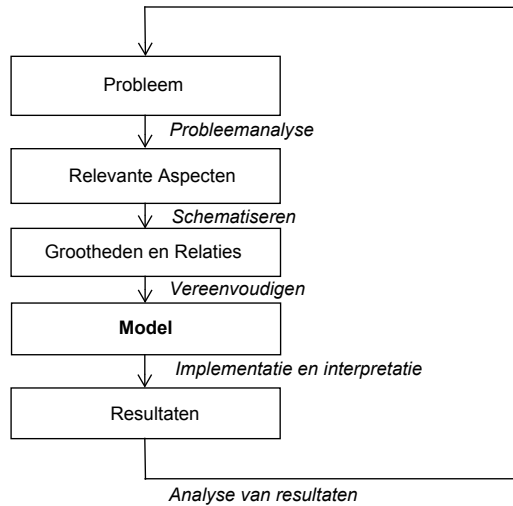 Probleem
Probleemanalyse
Relevante Aspecten
Schematiseren
Grootheden en Relaties
Vereenvoudigen
Model
Implementatie en interpretatie
Resultaten
Analyse van resultaten